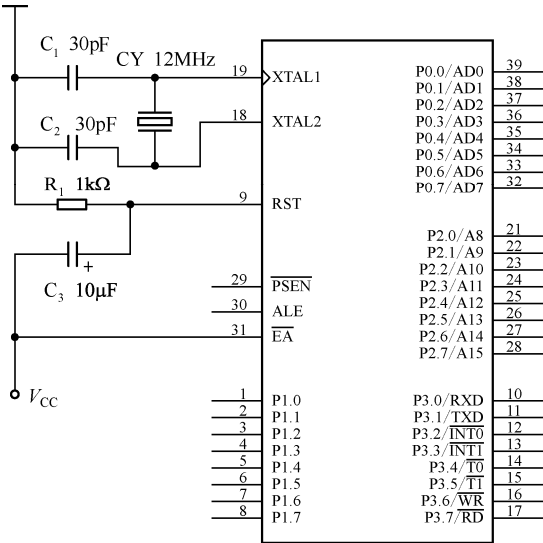 C1 30pF
CY 12MHz
19 XTAL1
C2 30pF
18 XTAL2
R1 1kΩ
9 RST
C3 10μF
+
29 PSEN
30 ALE
31 EA
VCC
1 P1.0
2 P1.1
3 P1.2
4 P1.3
5 P1.4
6 P1.5
7 P1.6
8 P1.7
P0.0/AD0 39
P0.1/AD1 38
P0.2/AD2 37
P0.3/AD3 36
P0.4/AD4 35
P0.5/AD5 34
P0.6/AD6 33
P0.7/AD7 32
P2.0/A8 21
P2.1/A9 22
P2.2/A10 23
P2.3/A11 24
P2.4/A12 25
P2.5/A13 26
P2.6/A14 27
P2.7/A15 28
P3.0/RXD 10
P3.1/TXD 11
P3.2/INT0 12
P3.3/INT1 13
P3.4/T0 14
P3.5/T1 15
P3.6/WR 16
P3.7/RD 17